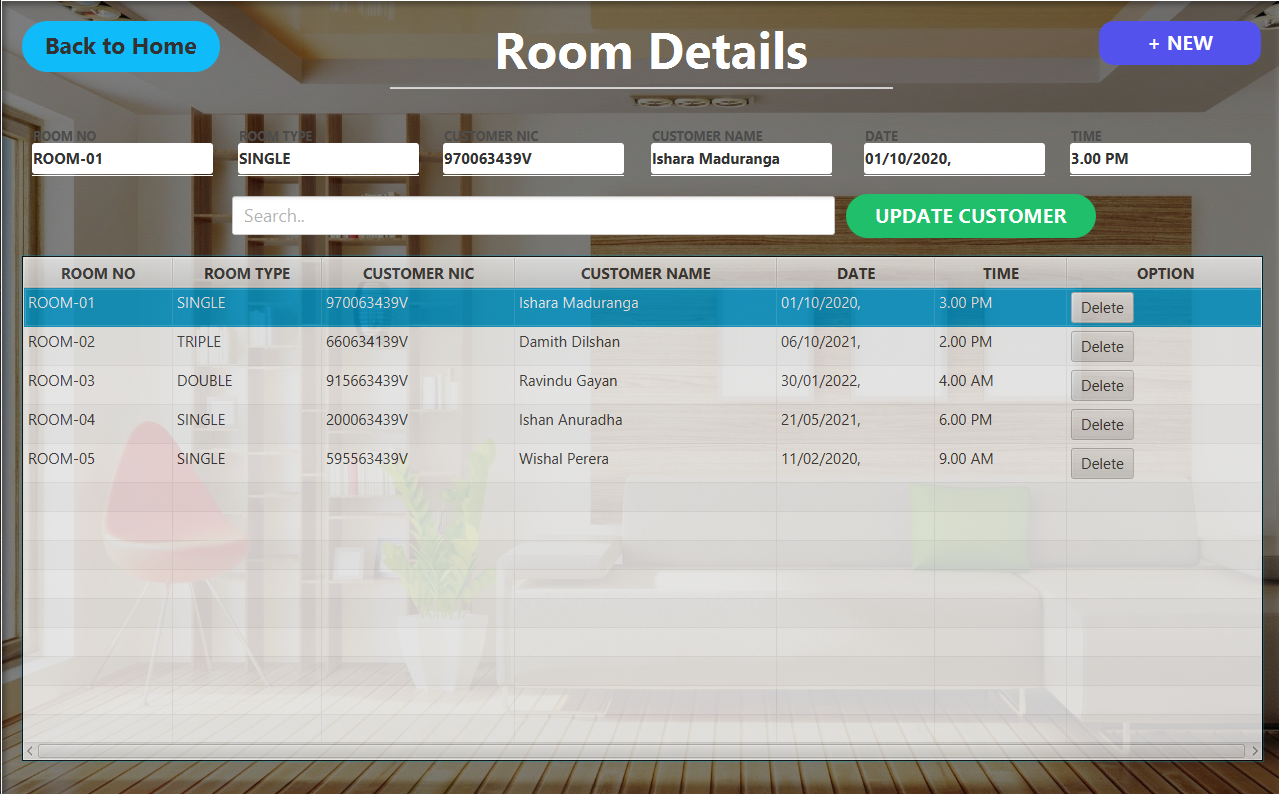 Back to Home
Room Details
+ NEW
ROOM NO ROOM TYPE CUSTOMER NIC CUSTOMER NAME DATE TIME
ROOM-01 SINGLE 970063439V Ishara Maduranga 01/10/2020, 3.00 PM
Search..
UPDATE CUSTOMER
ROOM NO ROOM TYPE CUSTOMER NIC CUSTOMER NAME DATE TIME OPTION
ROOM-01 SINGLE 970063439V Ishara Maduranga 01/10/2020, 3.00 PM Delete
ROOM-02 TRIPLE 660634139V Damith Dilshan 06/10/2021, 2.00 PM Delete
ROOM-03 DOUBLE 915663439V Ravindu Gayan 30/01/2022, 4.00 AM Delete
ROOM-04 SINGLE 200063439V Ishan Anuradha 21/05/2021, 6.00 PM Delete
ROOM-05 SINGLE 595563439V Wishal Perera 11/02/2020, 9.00 AM Delete